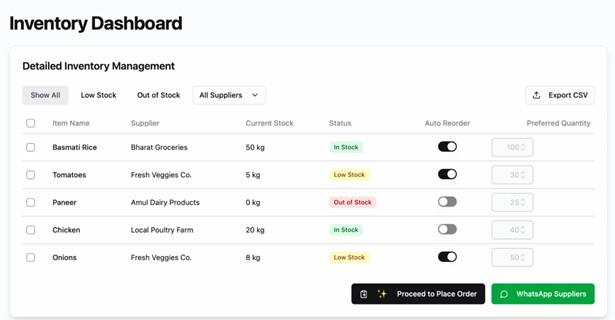 Inventory Dashboard
Detailed Inventory Management
Show All Low Stock Out of Stock All Suppliers Export CSV
Item Name Supplier Current Stock Status Auto Reorder Preferred Quantity
Basmati Rice Bharat Groceries 50 kg In Stock 100
Tomatoes Fresh Veggies Co. 5 kg Low Stock 30
Paneer Amul Dairy Products 0 kg Out of Stock 25
Chicken Local Poultry Farm 20 kg In Stock 40
Onions Fresh Veggies Co. 8 kg Low Stock 50
Proceed to Place Order WhatsApp Suppliers